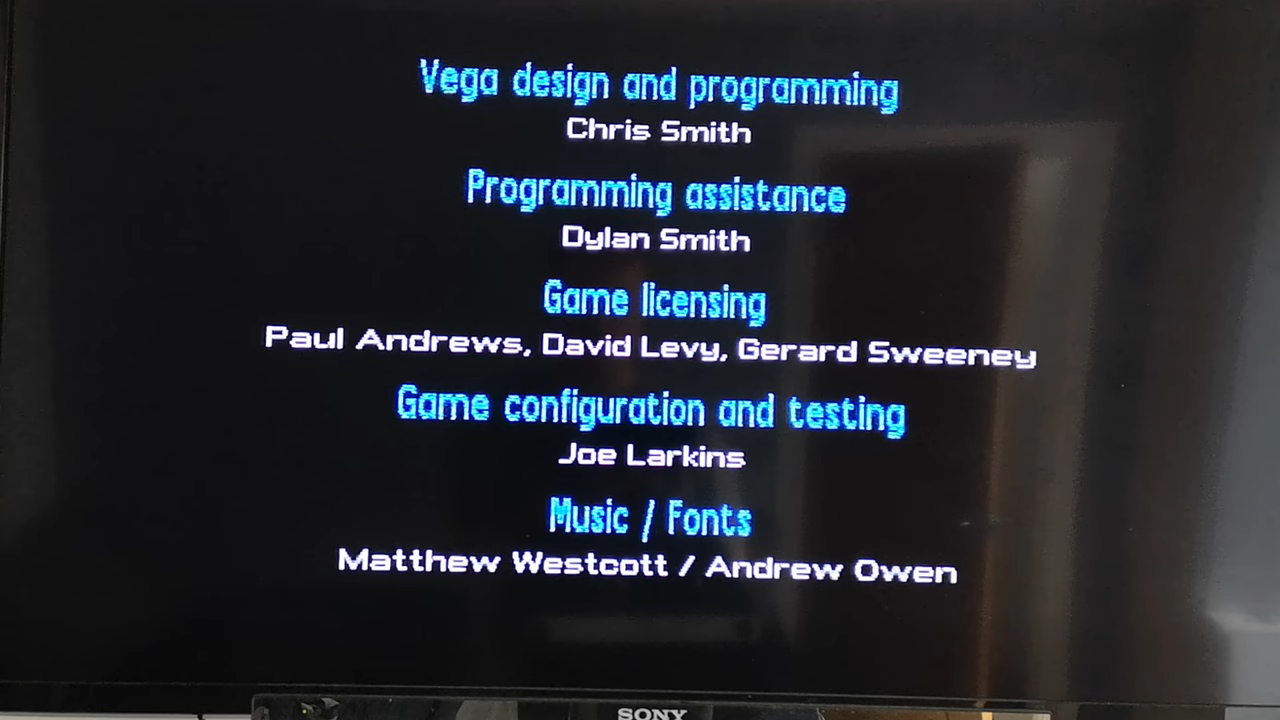 Vega design and programming
Chris Smith
Programming assistance
Dylan Smith
Game licensing
Paul Andrews, David Levy, Gerard Sweeney
Game configuration and testing
Joe Larkins
Music / Fonts
Matthew Westcott / Andrew Owen
SONY